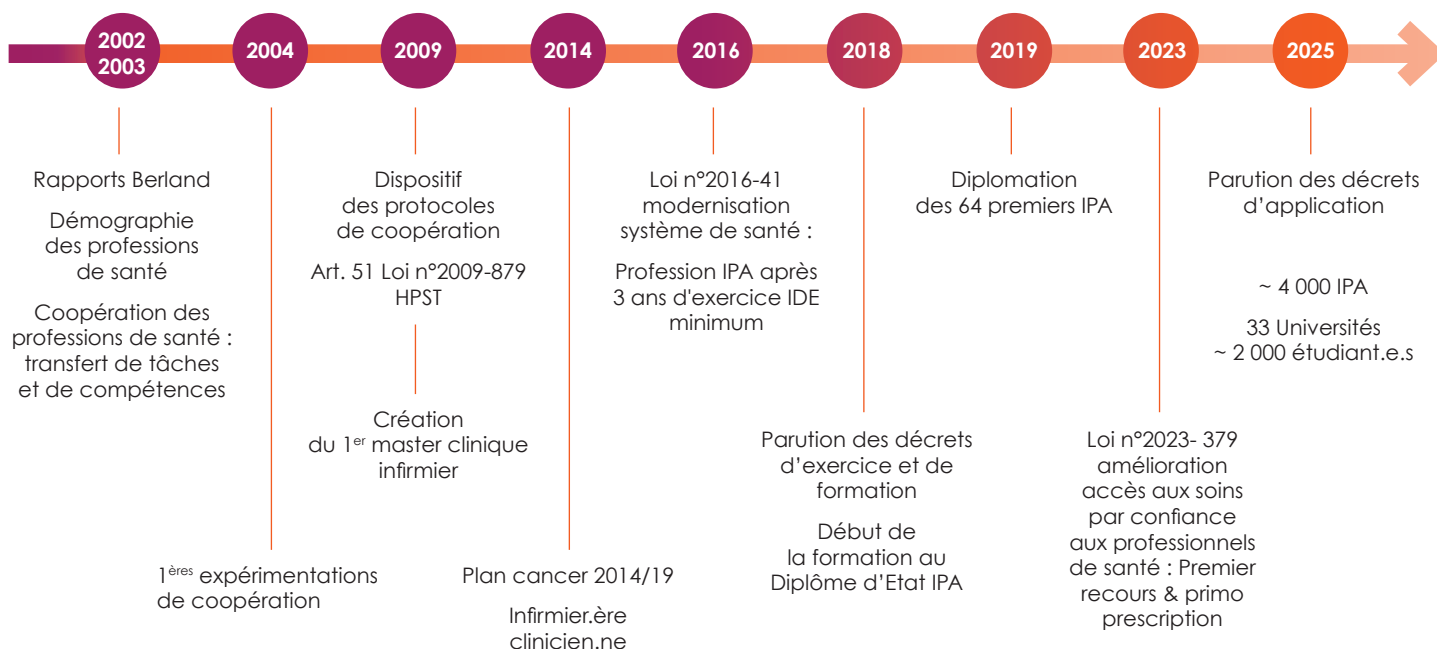 2002
2003
2004
2009
2014
2016
2018
2019
2023
2025
Rapports Berland
Démographie
des professions
de santé
Coopération des
professions de santé :
transfert de tâches
et de compétences
1ères expérimentations
de coopération
Dispositif
des protocoles
de coopération
Art. 51 Loi n°2009-879
HPST
Création
du 1er master clinique
infirmier
Plan cancer 2014/19
Infirmier.ère
clinicien.ne
Loi n°2016-41
modernisation
système de santé :
Profession IPA après
3 ans d'exercice IDE
minimum
Parution des décrets
d’exercice et de
formation
Début de
la formation au
Diplôme d’Etat IPA
Diplomation
des 64 premiers IPA
Loi n°2023- 379
amélioration
accès aux soins
par confiance
aux professionnels
de santé : Premier
recours & primo
prescription
Parution des décrets
d’application
~ 4 000 IPA
33 Universités
~ 2 000 étudiant.e.s